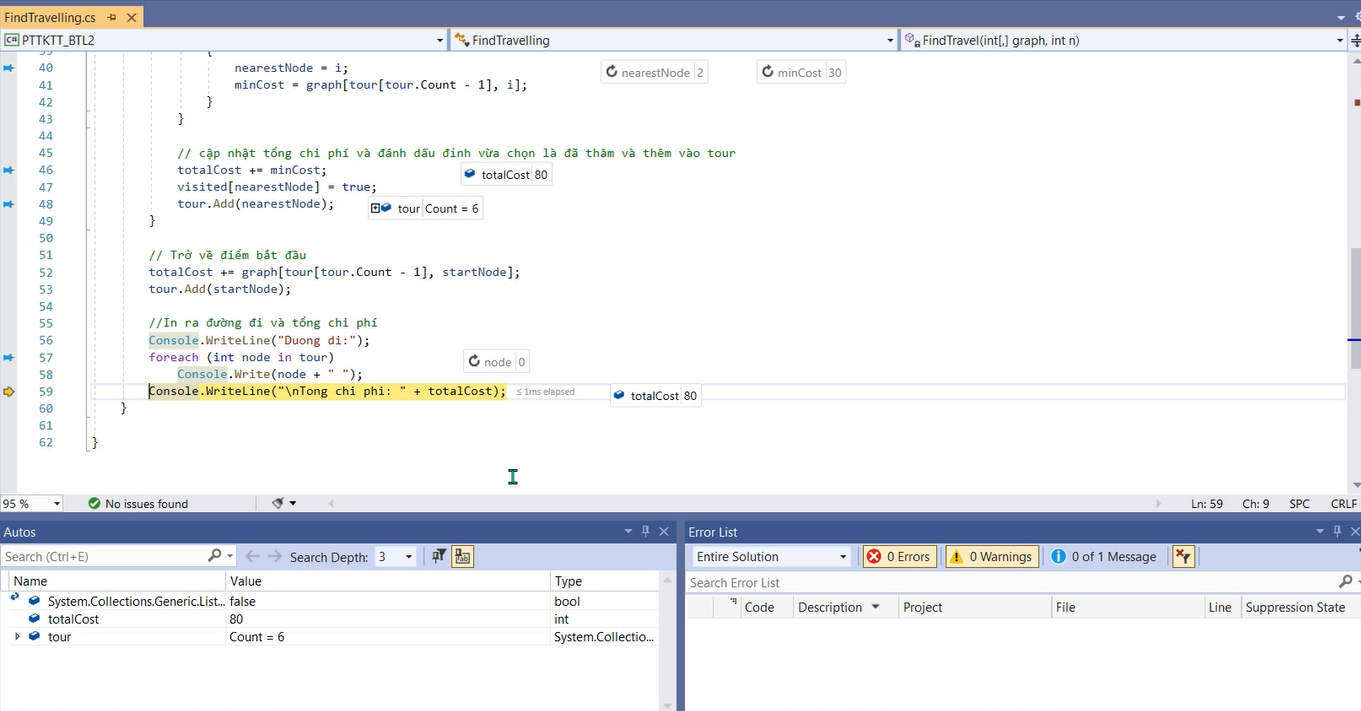 FindTravelling.cs
C# PTTKTT_BTL2 FindTravelling FindTravel(int[,] graph, int n)
39 {
40 nearestNode = i; nearestNode 2 minCost 30
41 minCost = graph[tour[tour.Count - 1], i];
42 }
43 }
44
45 // cập nhật tổng chi phí và đánh dấu đỉnh vừa chọn là đã thăm và thêm vào tour
46 totalCost += minCost; totalCost 80
47 visited[nearestNode] = true;
48 tour.Add(nearestNode); tour Count = 6
49 }
50
51 // Trở về điểm bắt đầu
52 totalCost += graph[tour[tour.Count - 1], startNode];
53 tour.Add(startNode);
54
55 //In ra đường đi và tổng chi phí
56 Console.WriteLine("Duong di:");
57 foreach (int node in tour) node 0
58 Console.Write(node + " ");
59 Console.WriteLine("\nTong chi phi: " + totalCost); ≤ 1ms elapsed totalCost 80
60 }
61
62 }
95 % No issues found Ln: 59 Ch: 9 SPC CRLF
Autos
Search (Ctrl+E) Search Depth: 3
Name Value Type
System.Collections.Generic.List... false bool
totalCost 80 int
tour Count = 6 System.Collectio...
Error List
Entire Solution 0 Errors 0 Warnings 0 of 1 Message
Search Error List
Code Description Project File Line Suppression State